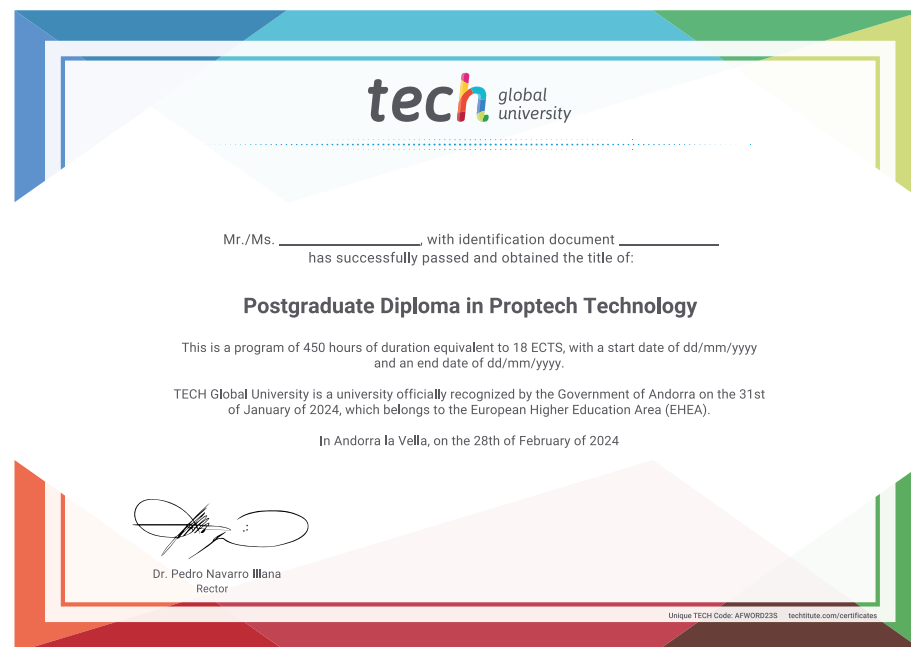 tech global
university
Mr./Ms. ____________, with identification document ____________
has successfully passed and obtained the title of:
Postgraduate Diploma in Proptech Technology
This is a program of 450 hours of duration equivalent to 18 ECTS, with a start date of dd/mm/yyyy
and an end date of dd/mm/yyyy.
TECH Global University is a university officially recognized by the Government of Andorra on the 31st
of January of 2024, which belongs to the European Higher Education Area (EHEA).
In Andorra la Vella, on the 28th of February of 2024
Dr. Pedro Navarro Illana
Rector
Unique TECH Code: AFWORD23S techtitute.com/certificates